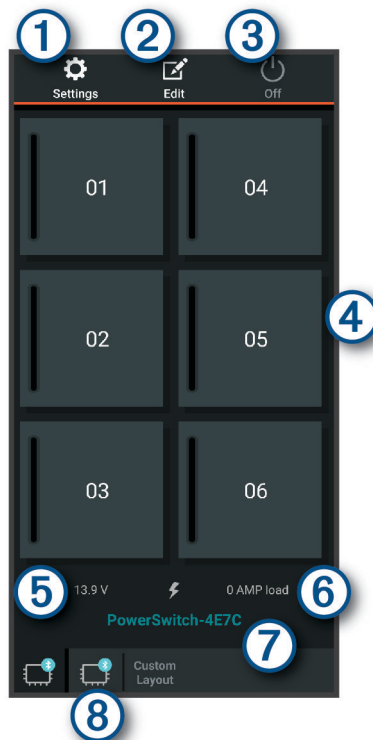 1 2 3
Settings Edit Off
01 04
4
02 05
03 06
5 13.9 V 0 AMP load 6
PowerSwitch-4E7C
7
Custom
Layout
8